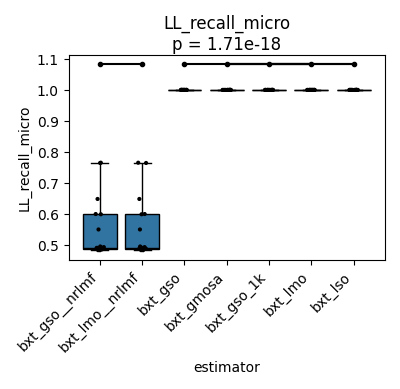 LL_recall_micro
p = 1.71e-18
LL_recall_micro
1.1
1.0
0.9
0.8
0.7
0.6
0.5
bxt_gso__nrlmf
bxt_lmo__nrlmf
bxt_gso
bxt_gmosa
bxt_gso_1k
bxt_lmo
bxt_lso
estimator